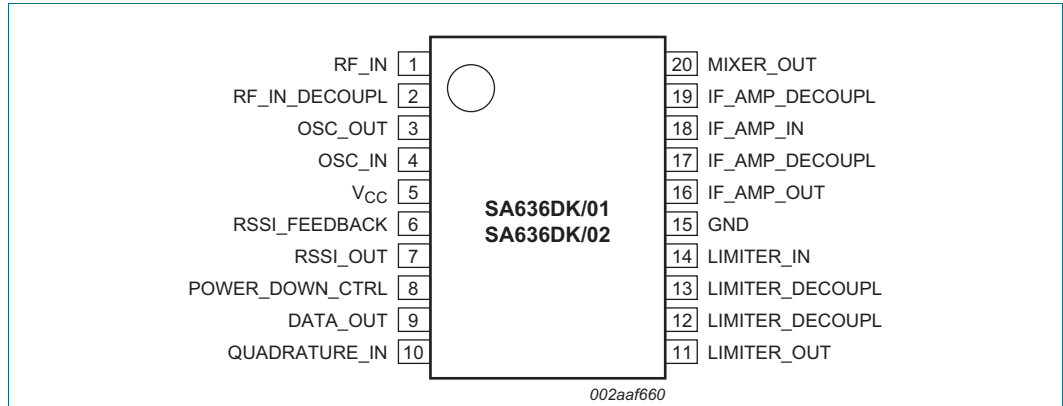 RF_IN 1
RF_IN_DECOUPL 2
OSC_OUT 3
OSC_IN 4
VCC 5
RSSI_FEEDBACK 6
RSSI_OUT 7
POWER_DOWN_CTRL 8
DATA_OUT 9
QUADRATURE_IN 10
SA636DK/01
SA636DK/02
20 MIXER_OUT
19 IF_AMP_DECOUPL
18 IF_AMP_IN
17 IF_AMP_DECOUPL
16 IF_AMP_OUT
15 GND
14 LIMITER_IN
13 LIMITER_DECOUPL
12 LIMITER_DECOUPL
11 LIMITER_OUT
002aaf660